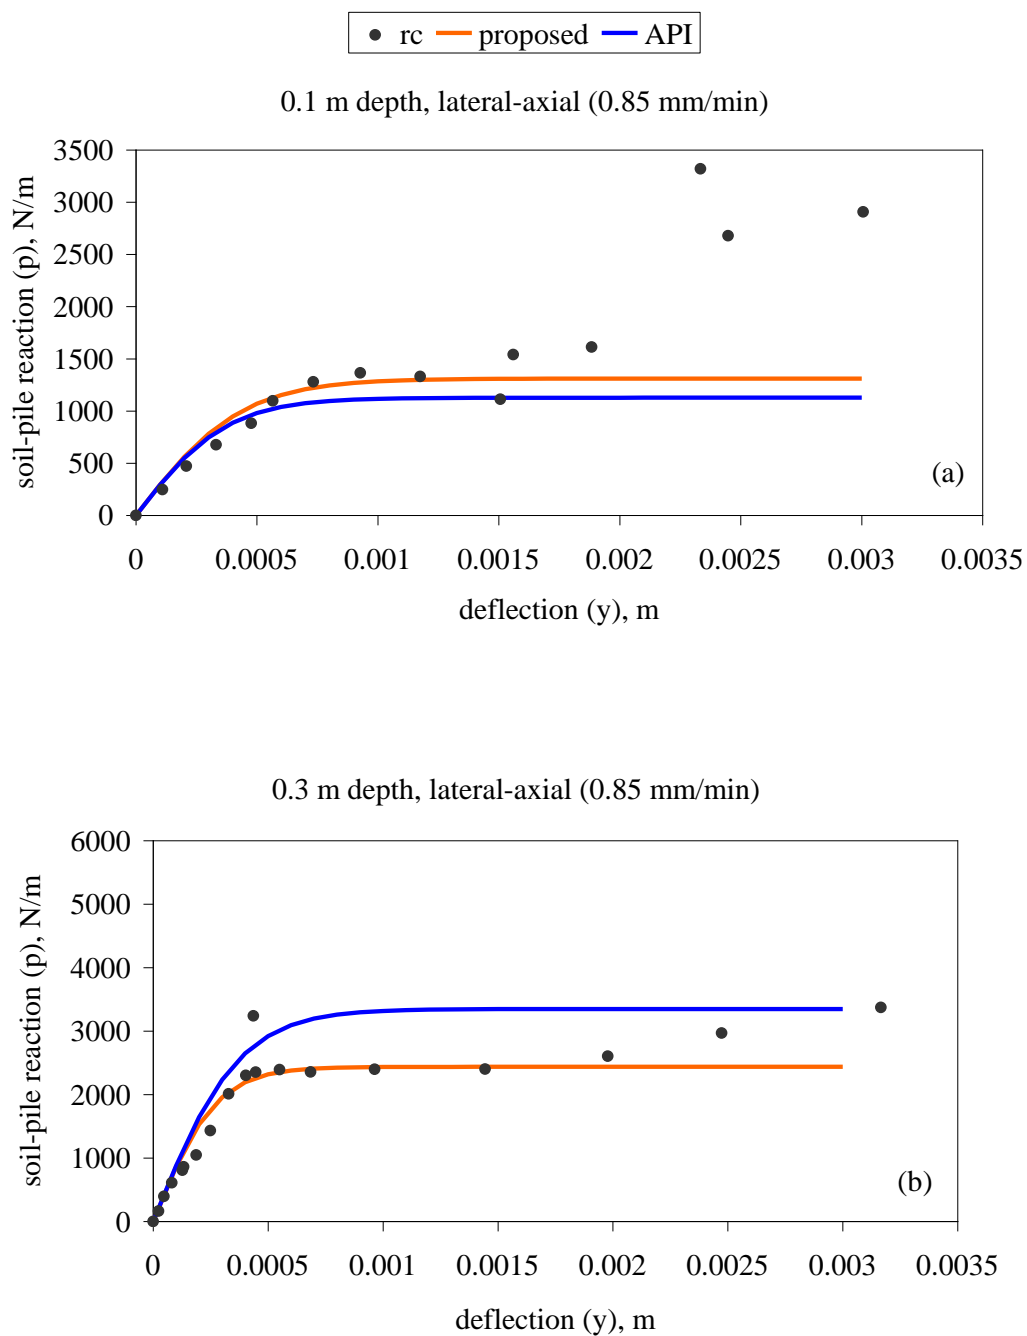 rc proposed API
0.1 m depth, lateral-axial (0.85 mm/min)
soil-pile reaction (p), N/m
3500
3000
2500
2000
1500
1000
500
0
(a)
0 0.0005 0.001 0.0015 0.002 0.0025 0.003 0.0035
deflection (y), m
0.3 m depth, lateral-axial (0.85 mm/min)
soil-pile reaction (p), N/m
6000
5000
4000
3000
2000
1000
0
(b)
0 0.0005 0.001 0.0015 0.002 0.0025 0.003 0.0035
deflection (y), m